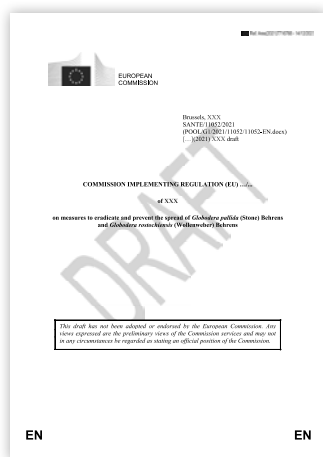 EUROPEAN
COMMISSION
Brussels, XXX
SANTE/11052/2021
(POOL/G1/2021/11052/11052-EN.docx)
[…](2021) XXX draft
COMMISSION IMPLEMENTING REGULATION (EU) …/...
of XXX
on measures to eradicate and prevent the spread of Globodera pallida (Stone) Behrens
and Globodera rostochiensis (Wollenweber) Behrens
DRAFT
This draft has not been adopted or endorsed by the European Commission. Any
views expressed are the preliminary views of the Commission services and may not
in any circumstances be regarded as stating an official position of the Commission.
EN EN